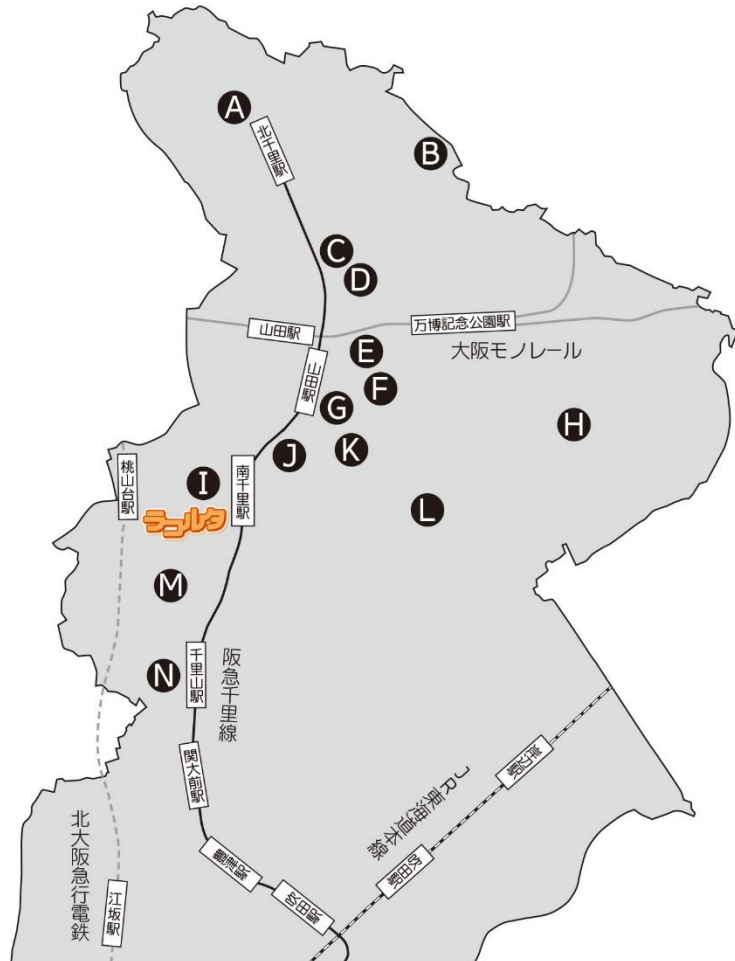 A
北千里駅
B
C
D
山田駅
万博記念公園駅
大阪モノレール
E
山田駅
F
G
H
K
J
桃山台駅
I
南千里駅
ラコルタ
L
M
N
千里山駅
阪急千里線
関大前駅
岸辺駅
JR東海道本線
北大阪急行電鉄
豊津駅
吹田駅
吹田駅
江坂駅